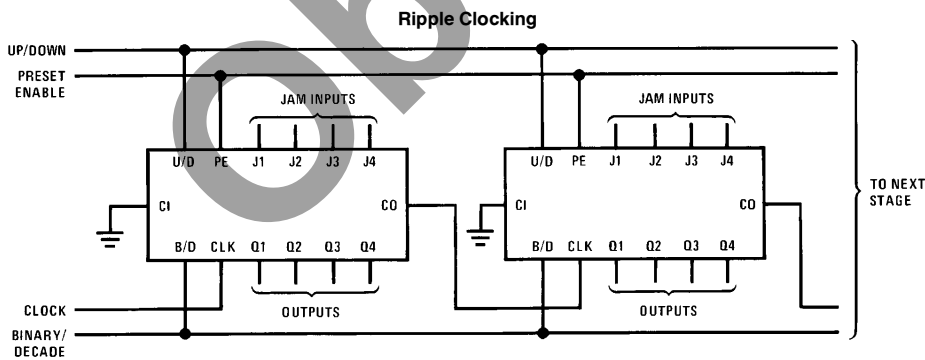 Ripple Clocking
UP/DOWN
PRESET
ENABLE
JAM INPUTS
JAM INPUTS
U/D PE J1 J2 J3 J4
U/D PE J1 J2 J3 J4
CI CO
CI CO
TO NEXT
STAGE
B/D CLK Q1 Q2 Q3 Q4
B/D CLK Q1 Q2 Q3 Q4
CLOCK
OUTPUTS
OUTPUTS
BINARY/
DECADE
Ob